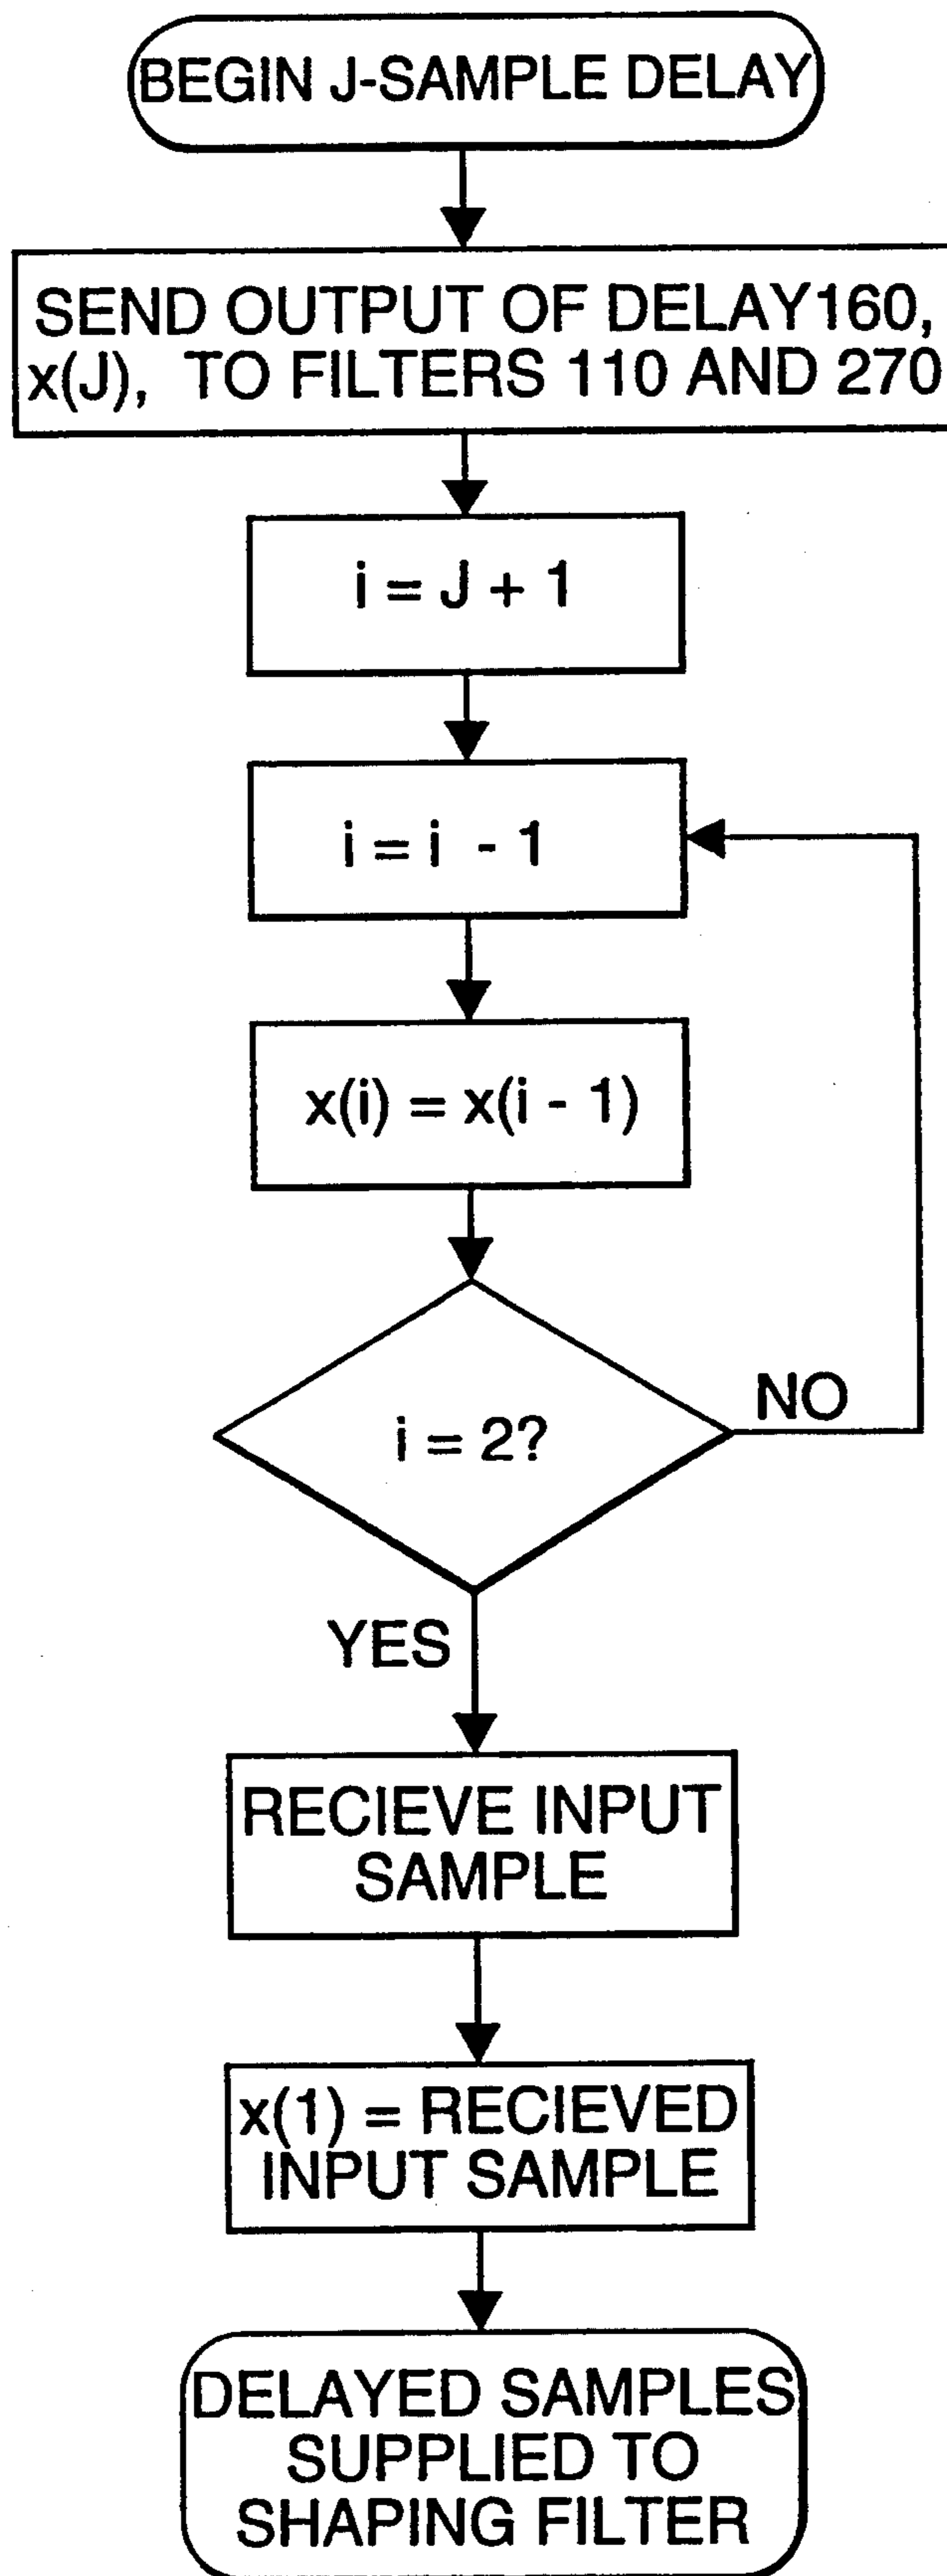 BEGIN J-SAMPLE DELAY
SEND OUTPUT OF DELAY160,
x(J), TO FILTERS 110 AND 270
i = J + 1
i = i - 1
x(i) = x(i - 1)
i = 2?
NO
YES
RECIEVE INPUT
SAMPLE
x(1) = RECIEVED
INPUT SAMPLE
DELAYED SAMPLES
SUPPLIED TO
SHAPING FILTER